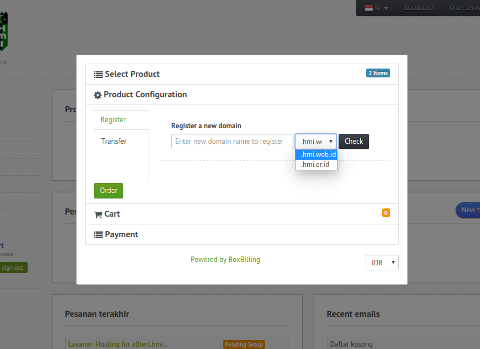 ID
Dashboard
Select Product
2 Items
Product Configuration
Register
Transfer
Register a new domain
Enter new domain name to register
.hmi.w
Check
.hmi.web.id
.hmi.or.id
Order
Cart
0
Payment
Powered by BoxBilling
IDR
sign out
New t
Pesanan terakhir
Recent emails
Layanan Hosting for albert.hmi...
Pending Setup
Daftar kosong